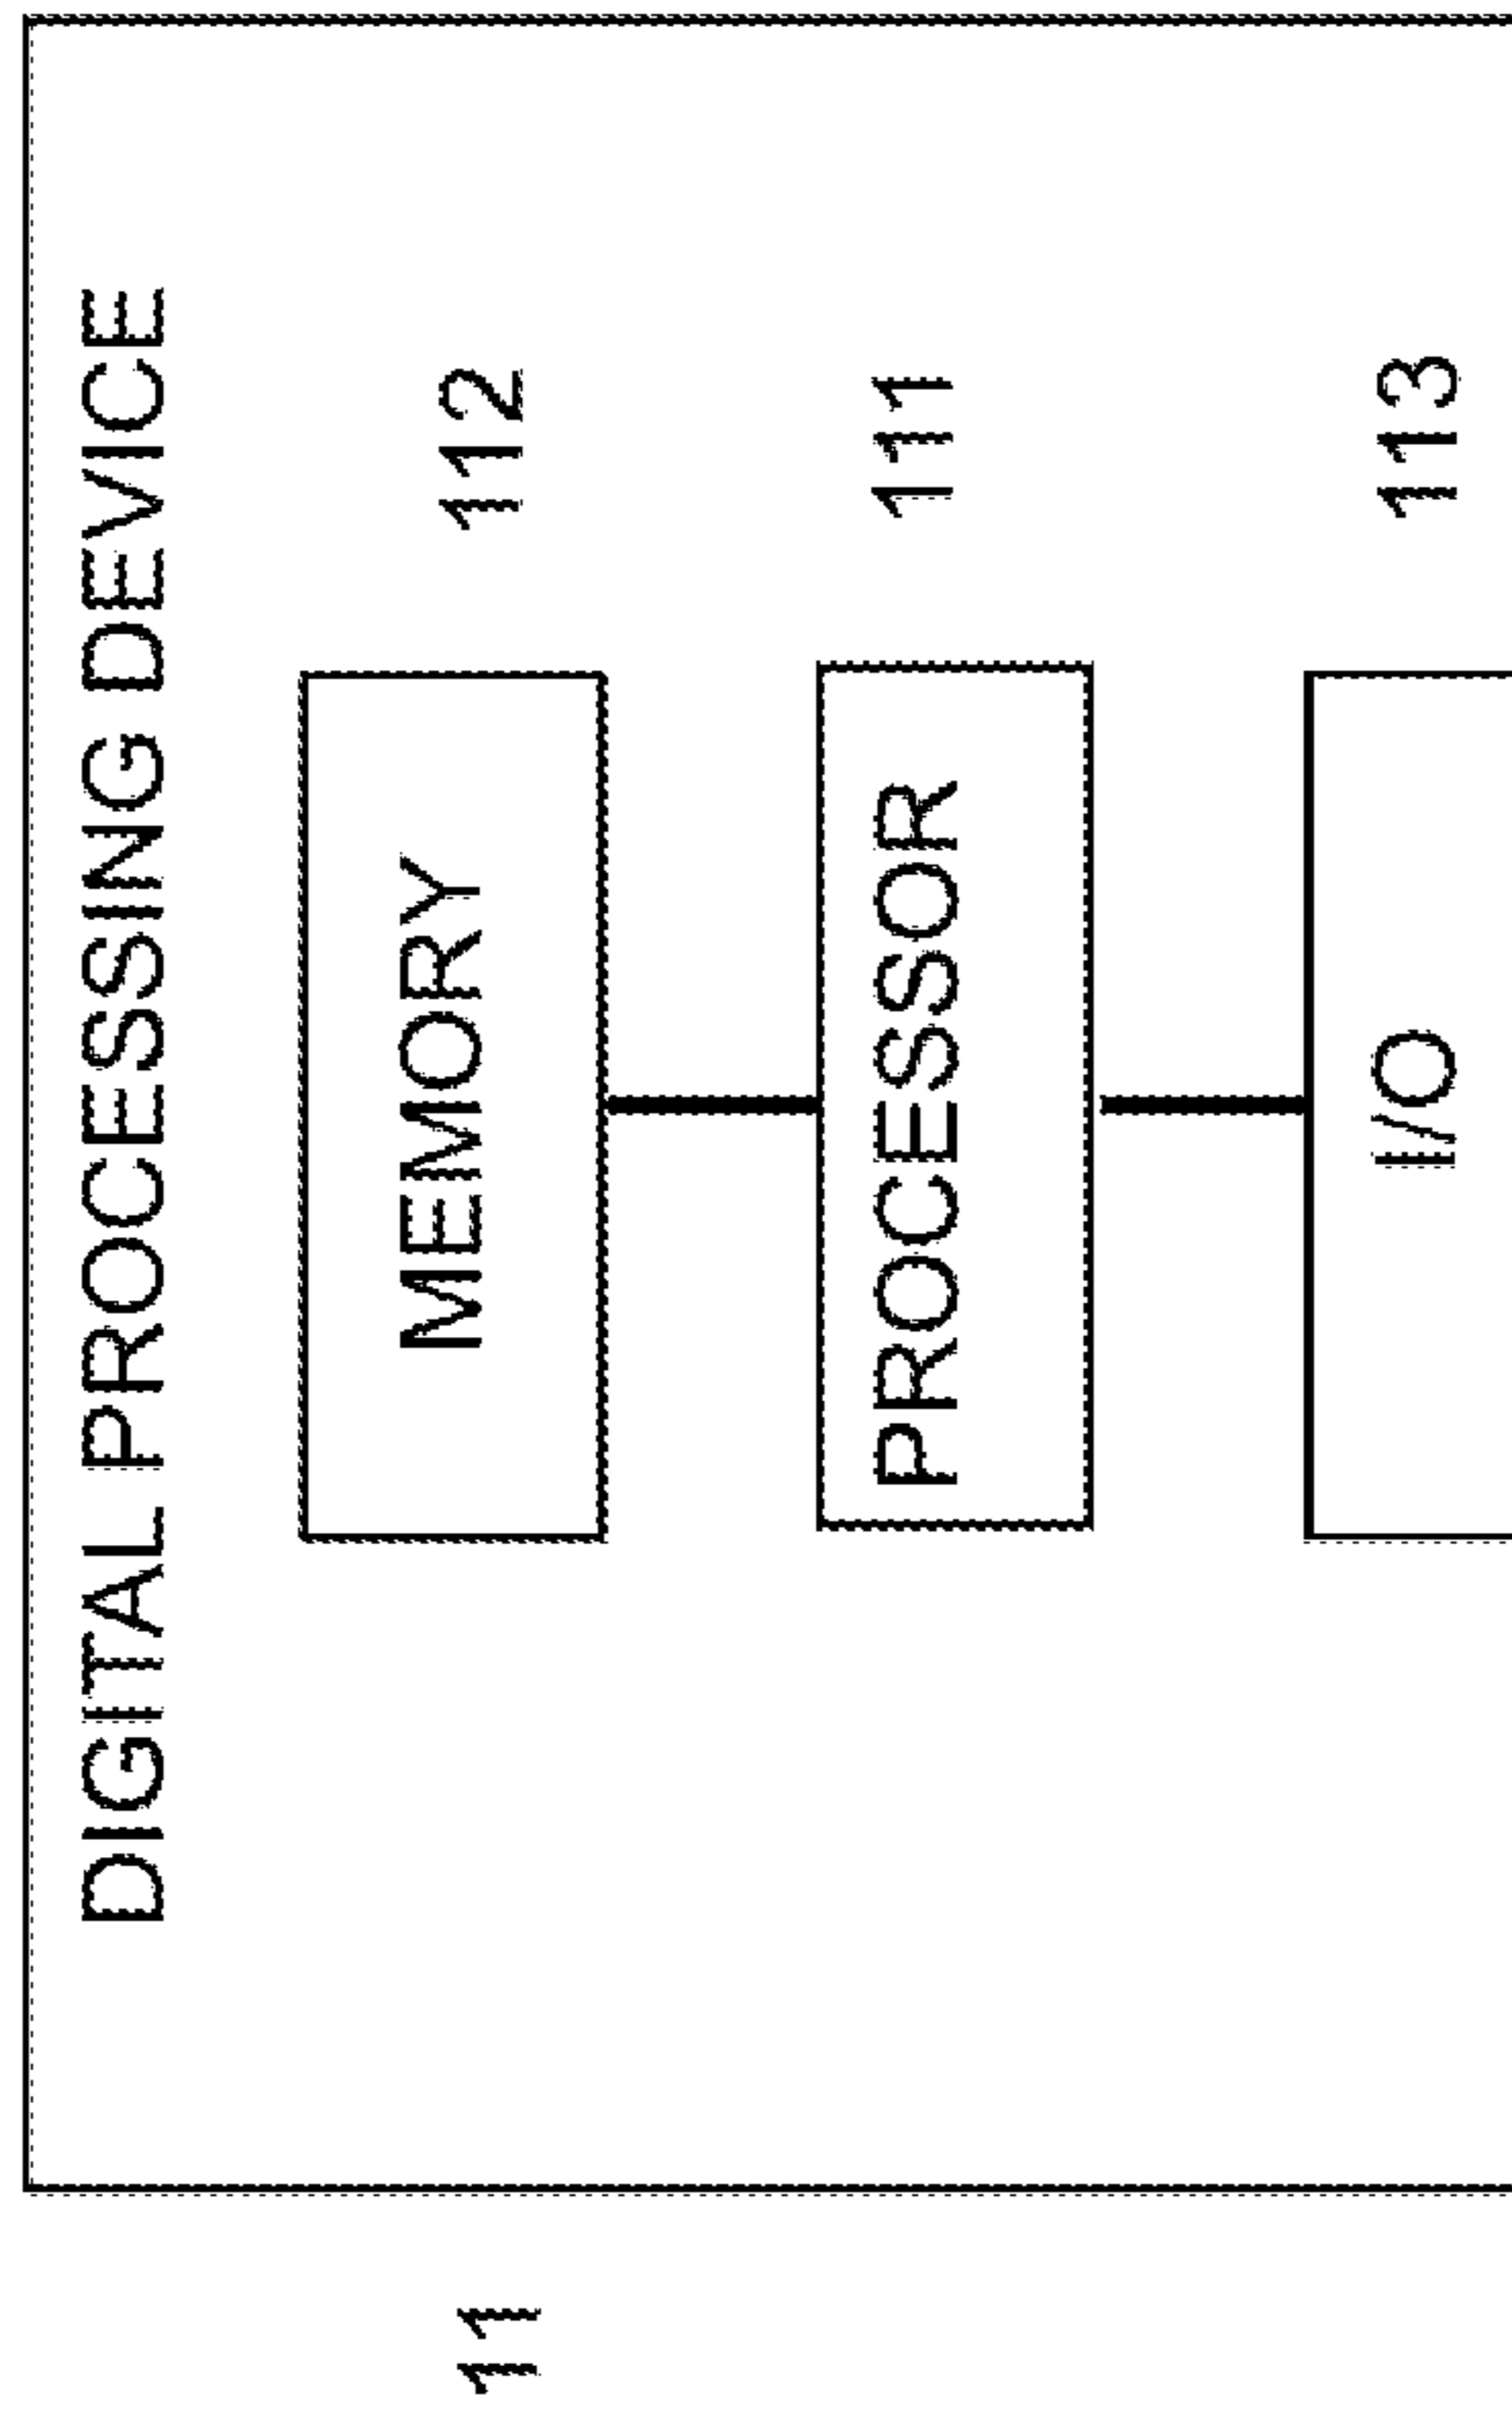 DIGITAL PROCESSING DEVICE
MEMORY
112
11
PROCESSOR
111
I/O
113